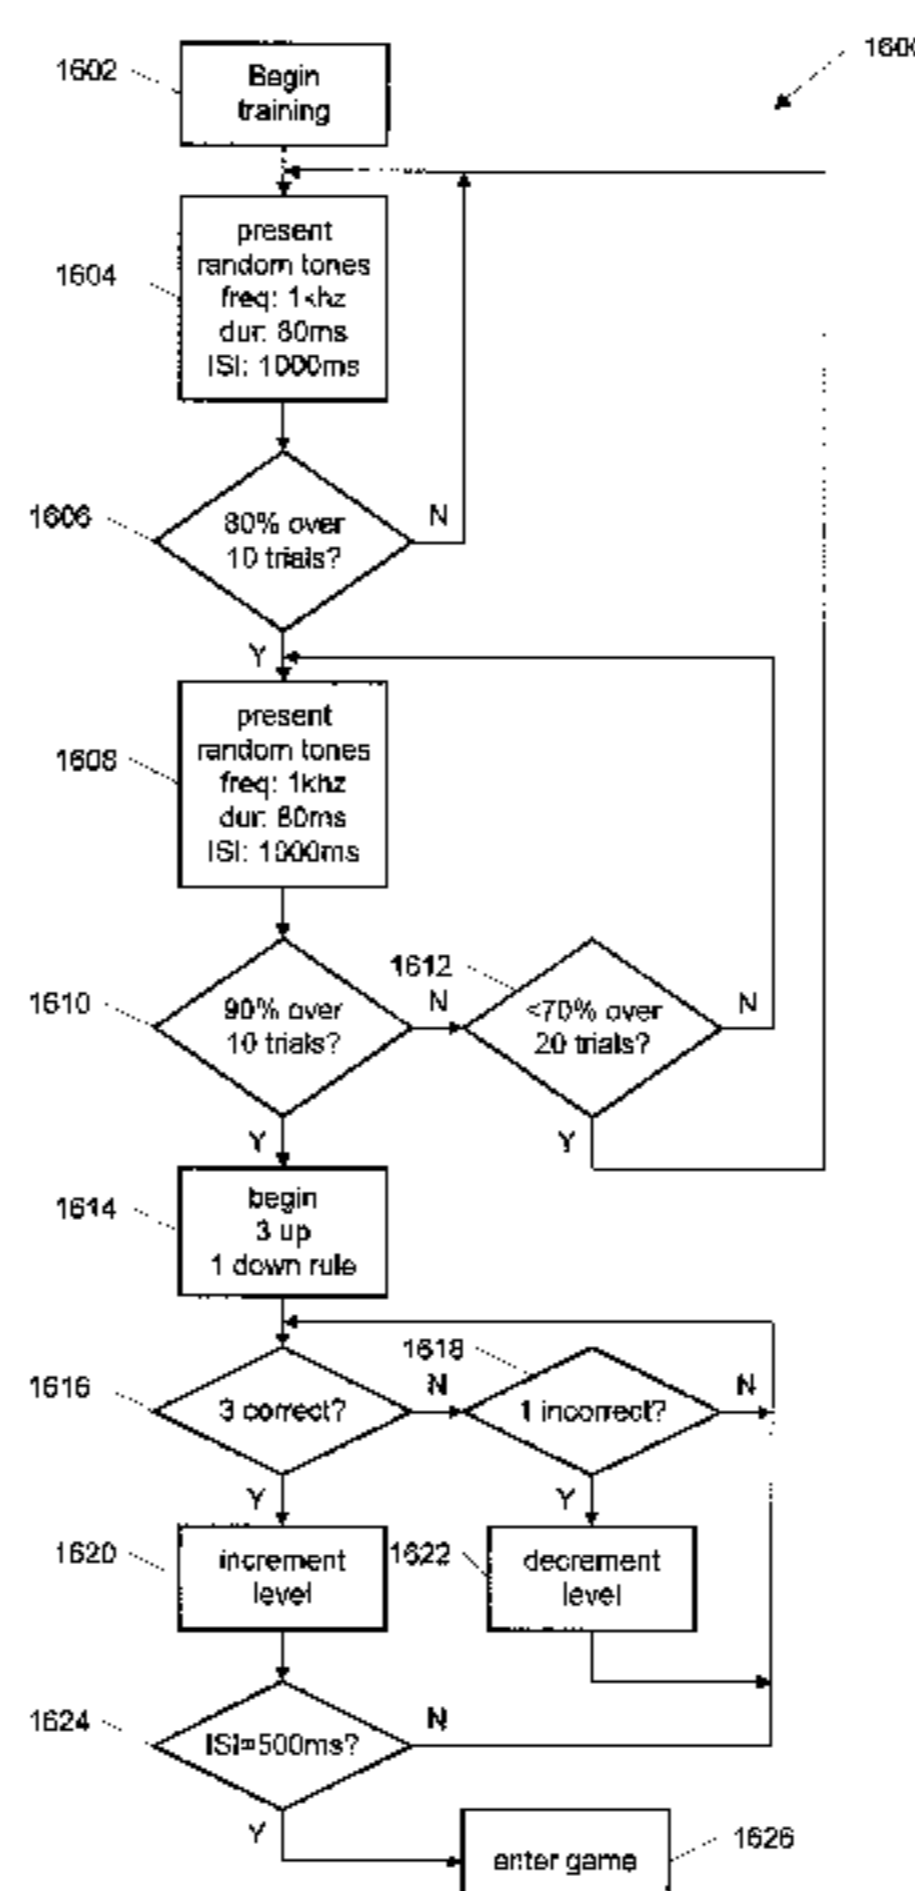 1602
Begin
training
1600
1604
present
random tones
freq: 1khz
dur: 80ms
ISI: 1000ms
1606
80% over
10 trials?
N
Y
1608
present
random tones
freq: 1khz
dur: 80ms
ISI: 1000ms
1610
90% over
10 trials?
N
1612
<70% over
20 trials?
N
Y
Y
1614
begin
3 up
1 down rule
1616
3 correct?
N
1618
1 incorrect?
N
Y
Y
1620
increment
level
1622
decrement
level
1624
ISI=500ms?
N
Y
enter game
1626